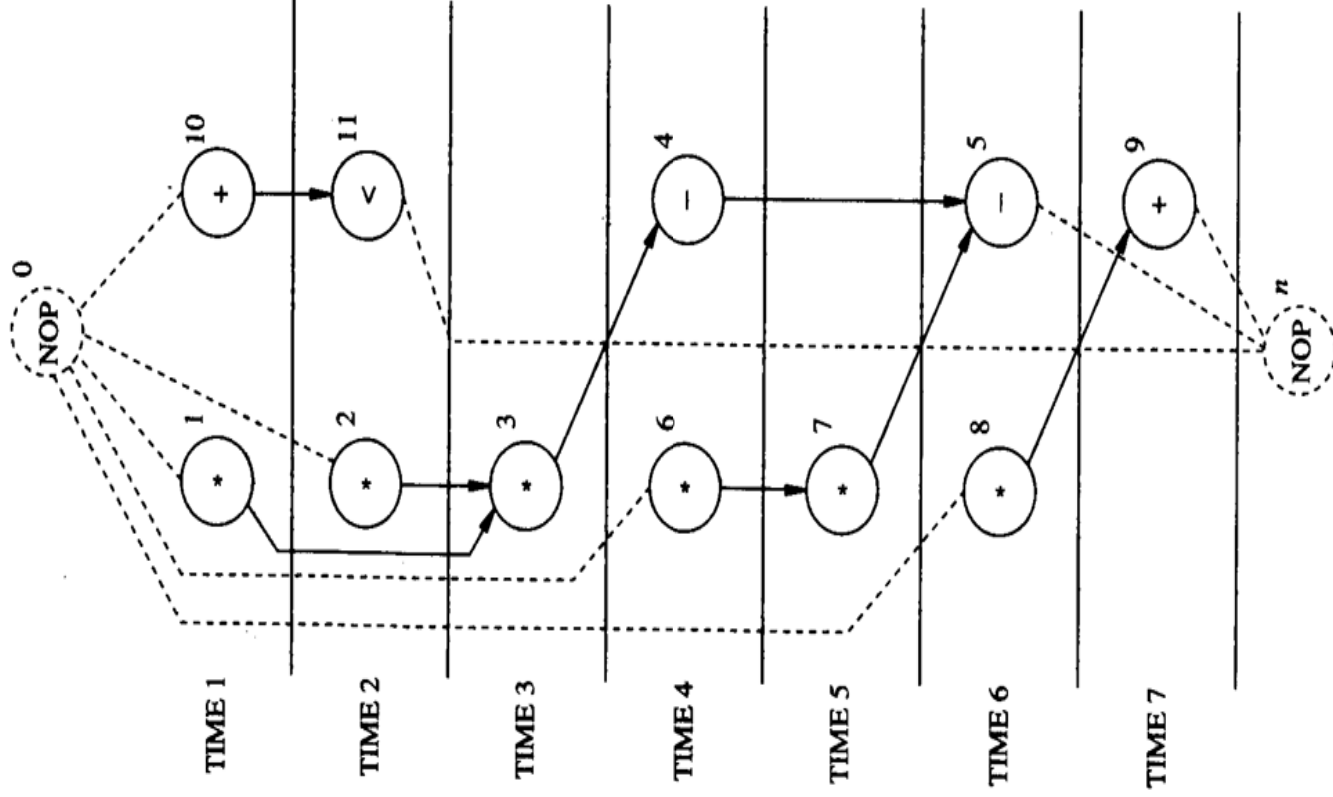 NOP 0
* 1
+ 10
TIME 1
* 2
< 11
TIME 2
* 3
TIME 3
* 6
− 4
TIME 4
* 7
TIME 5
* 8
− 5
TIME 6
+ 9
TIME 7
NOP n